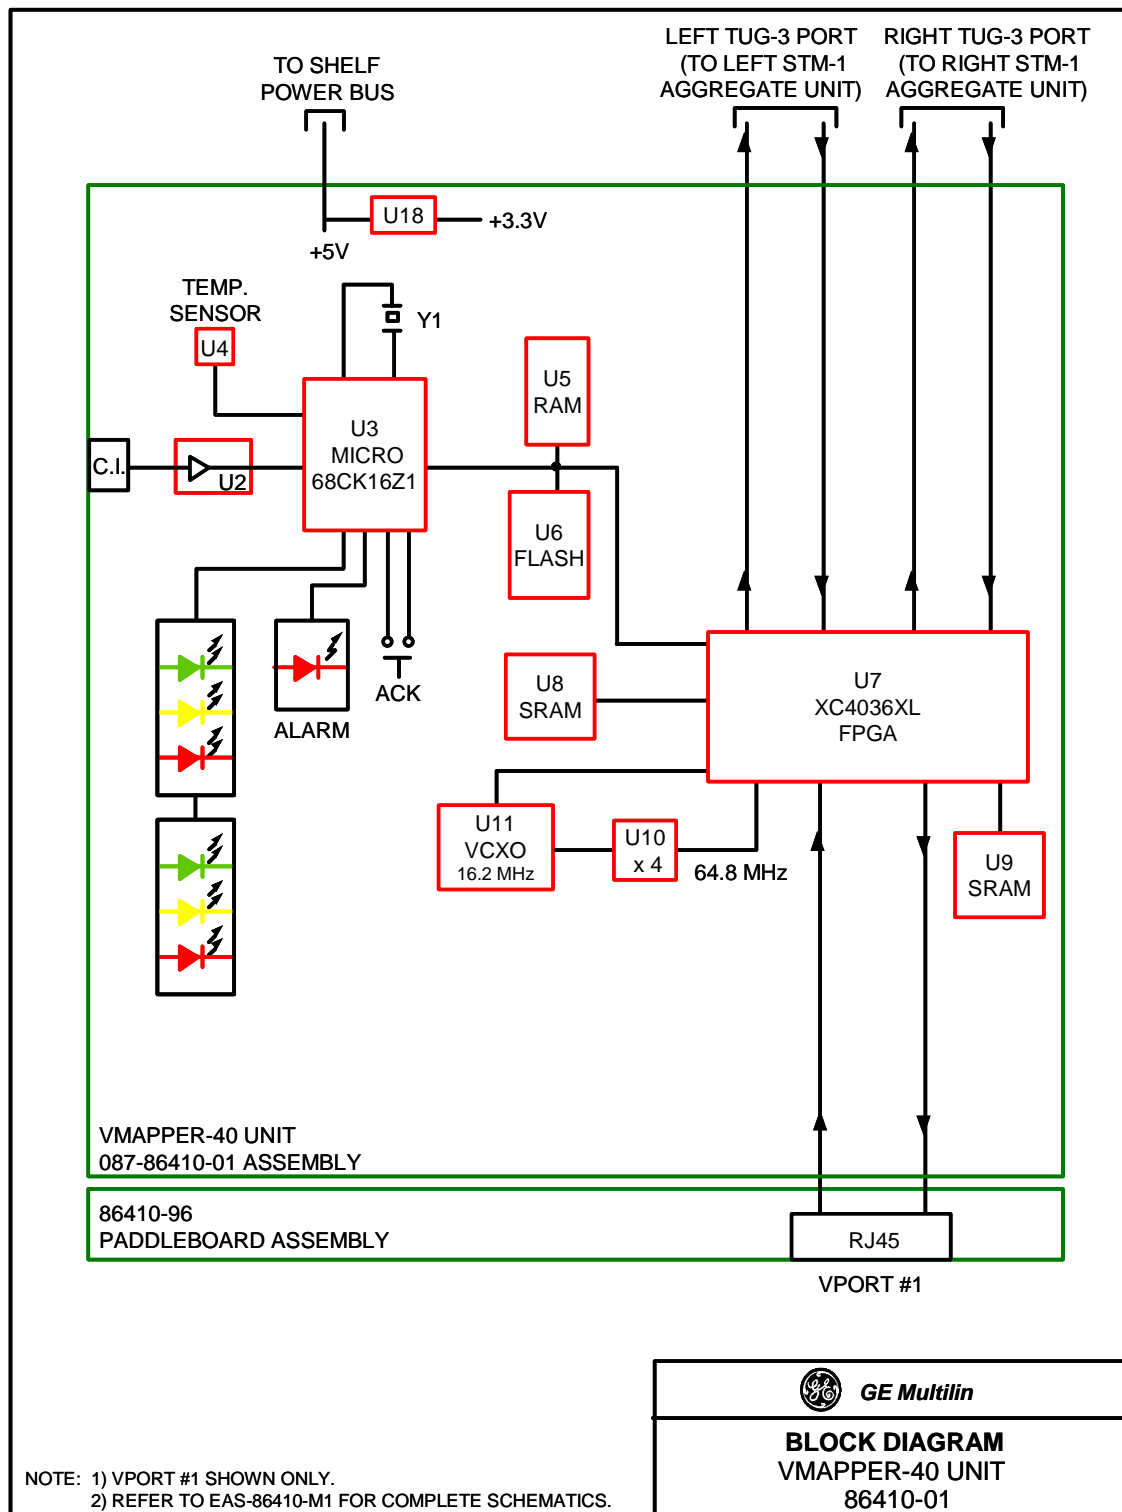 LEFT TUG-3 PORT
(TO LEFT STM-1
AGGREGATE UNIT)
RIGHT TUG-3 PORT
(TO RIGHT STM-1
AGGREGATE UNIT)
TO SHELF
POWER BUS
U18
+3.3V
+5V
TEMP.
SENSOR
U4
Y1
U5
RAM
U3
MICRO
68CK16Z1
C.I.
U2
U6
FLASH
U7
XC4036XL
FPGA
U8
SRAM
ACK
ALARM
U11
VCXO
16.2 MHz
U10
x 4
64.8 MHz
U9
SRAM
VMAPPER-40 UNIT
087-86410-01 ASSEMBLY
86410-96
PADDLEBOARD ASSEMBLY
RJ45
VPORT #1
GE
GE Multilin
BLOCK DIAGRAM
VMAPPER-40 UNIT
86410-01
NOTE: 1) VPORT #1 SHOWN ONLY.
2) REFER TO EAS-86410-M1 FOR COMPLETE SCHEMATICS.